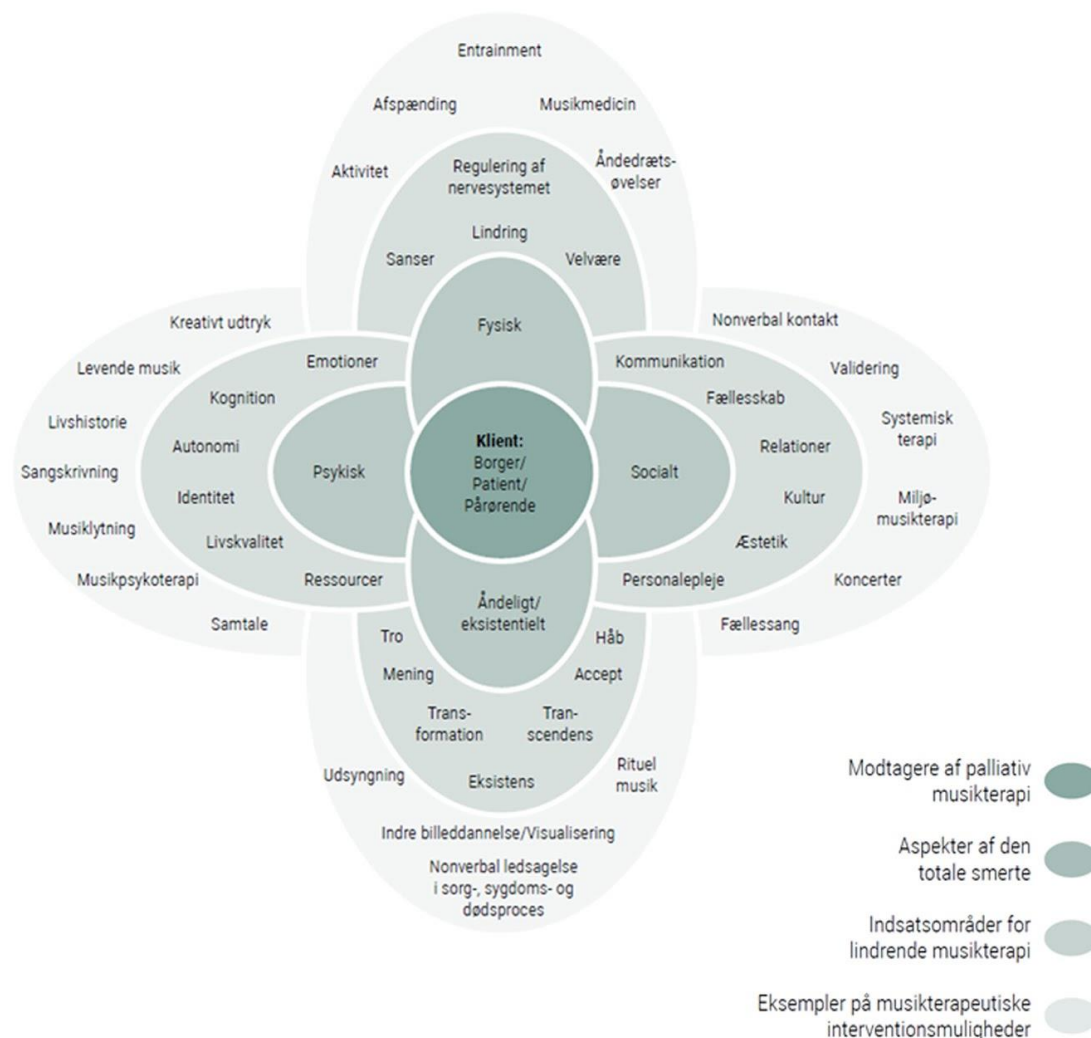 Entrainment
Afspænding
Musikmedicin
Aktivitet
Åndedræts-
øvelser
Regulering af
nervesystemet
Lindring
Sanser
Velvære
Fysisk
Kreativt udtryk
Levende musik
Livshistorie
Sangskrivning
Musiklytning
Musikpsykoterapi
Samtale
Emotioner
Kognition
Autonomi
Identitet
Livskvalitet
Ressourcer
Psykisk
Klient:
Borger/
Patient/
Pårørende
Socialt
Kommunikation
Fællesskab
Relationer
Kultur
Æstetik
Personalepleje
Nonverbal kontakt
Validering
Systemisk
terapi
Miljø-
musikterapi
Koncerter
Fællessang
Åndeligt/
eksistentielt
Tro
Håb
Mening
Accept
Trans-
formation
Tran-
scendens
Eksistens
Udsyngning
Rituel
musik
Indre billeddannelse/Visualisering
Nonverbal ledsagelse
i sorg-, sygdoms- og
dødsproces
Modtagere af palliativ
musikterapi
Aspekter af den
totale smerte
Indsatsområder for
lindrende musikterapi
Eksempler på musikterapeutiske
interventionsmuligheder